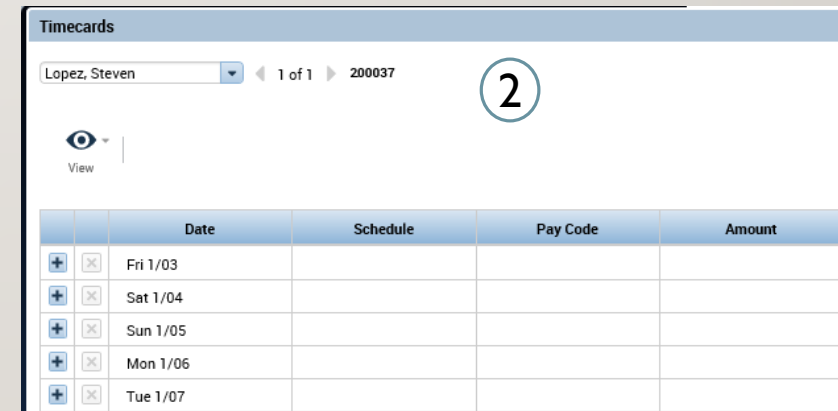 Timecards
Lopez, Steven 1 of 1 200037
2
View
Date Schedule Pay Code Amount
Fri 1/03
Sat 1/04
Sun 1/05
Mon 1/06
Tue 1/07